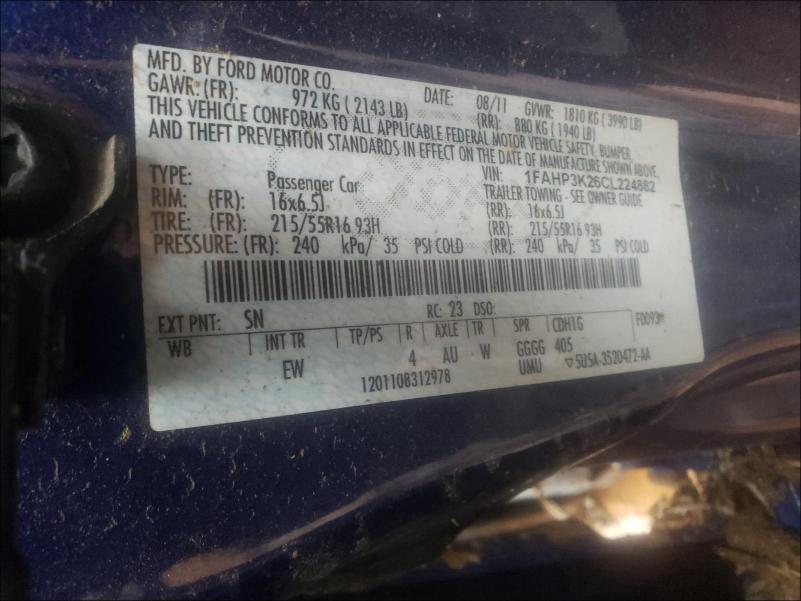 MFD. BY FORD MOTOR CO.
DATE: 08/11 GVWR: 1810 KG ( 3990 LB)
GAWR: (FR): 972 KG ( 2143 LB) (RR): 880 KG ( 1940 LB)
THIS VEHICLE CONFORMS TO ALL APPLICABLE FEDERAL MOTOR VEHICLE SAFETY, BUMPER,
AND THEFT PREVENTION STANDARDS IN EFFECT ON THE DATE OF MANUFACTURE SHOWN ABOVE.
VIN: 1FAHP3K26CL224882
TYPE: Passenger Car TRAILER TOWING - SEE OWNER GUIDE
RIM: (FR): 16x6.5J (RR): 16x6.5J
TIRE: (FR): 215/55R16 93H (RR): 215/55R16 93H
PRESSURE: (FR): 240 kPa/ 35 PSI COLD (RR): 240 kPa/ 35 PSI COLD
EXT PNT: SN RC: 23 DSO: F0093
WB INT TR TP/PS R AXLE TR SPR CDH1G
EW 4 AU W GGGG 405
UMU ▽5U5A-3520472-AA
1201108312978